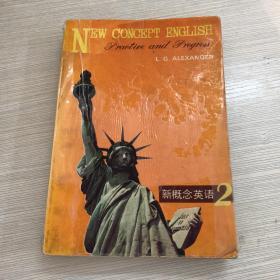 NEW CONCEPT ENGLISH
Practice and Progress
L. G. ALEXANDER
新概念英语 2